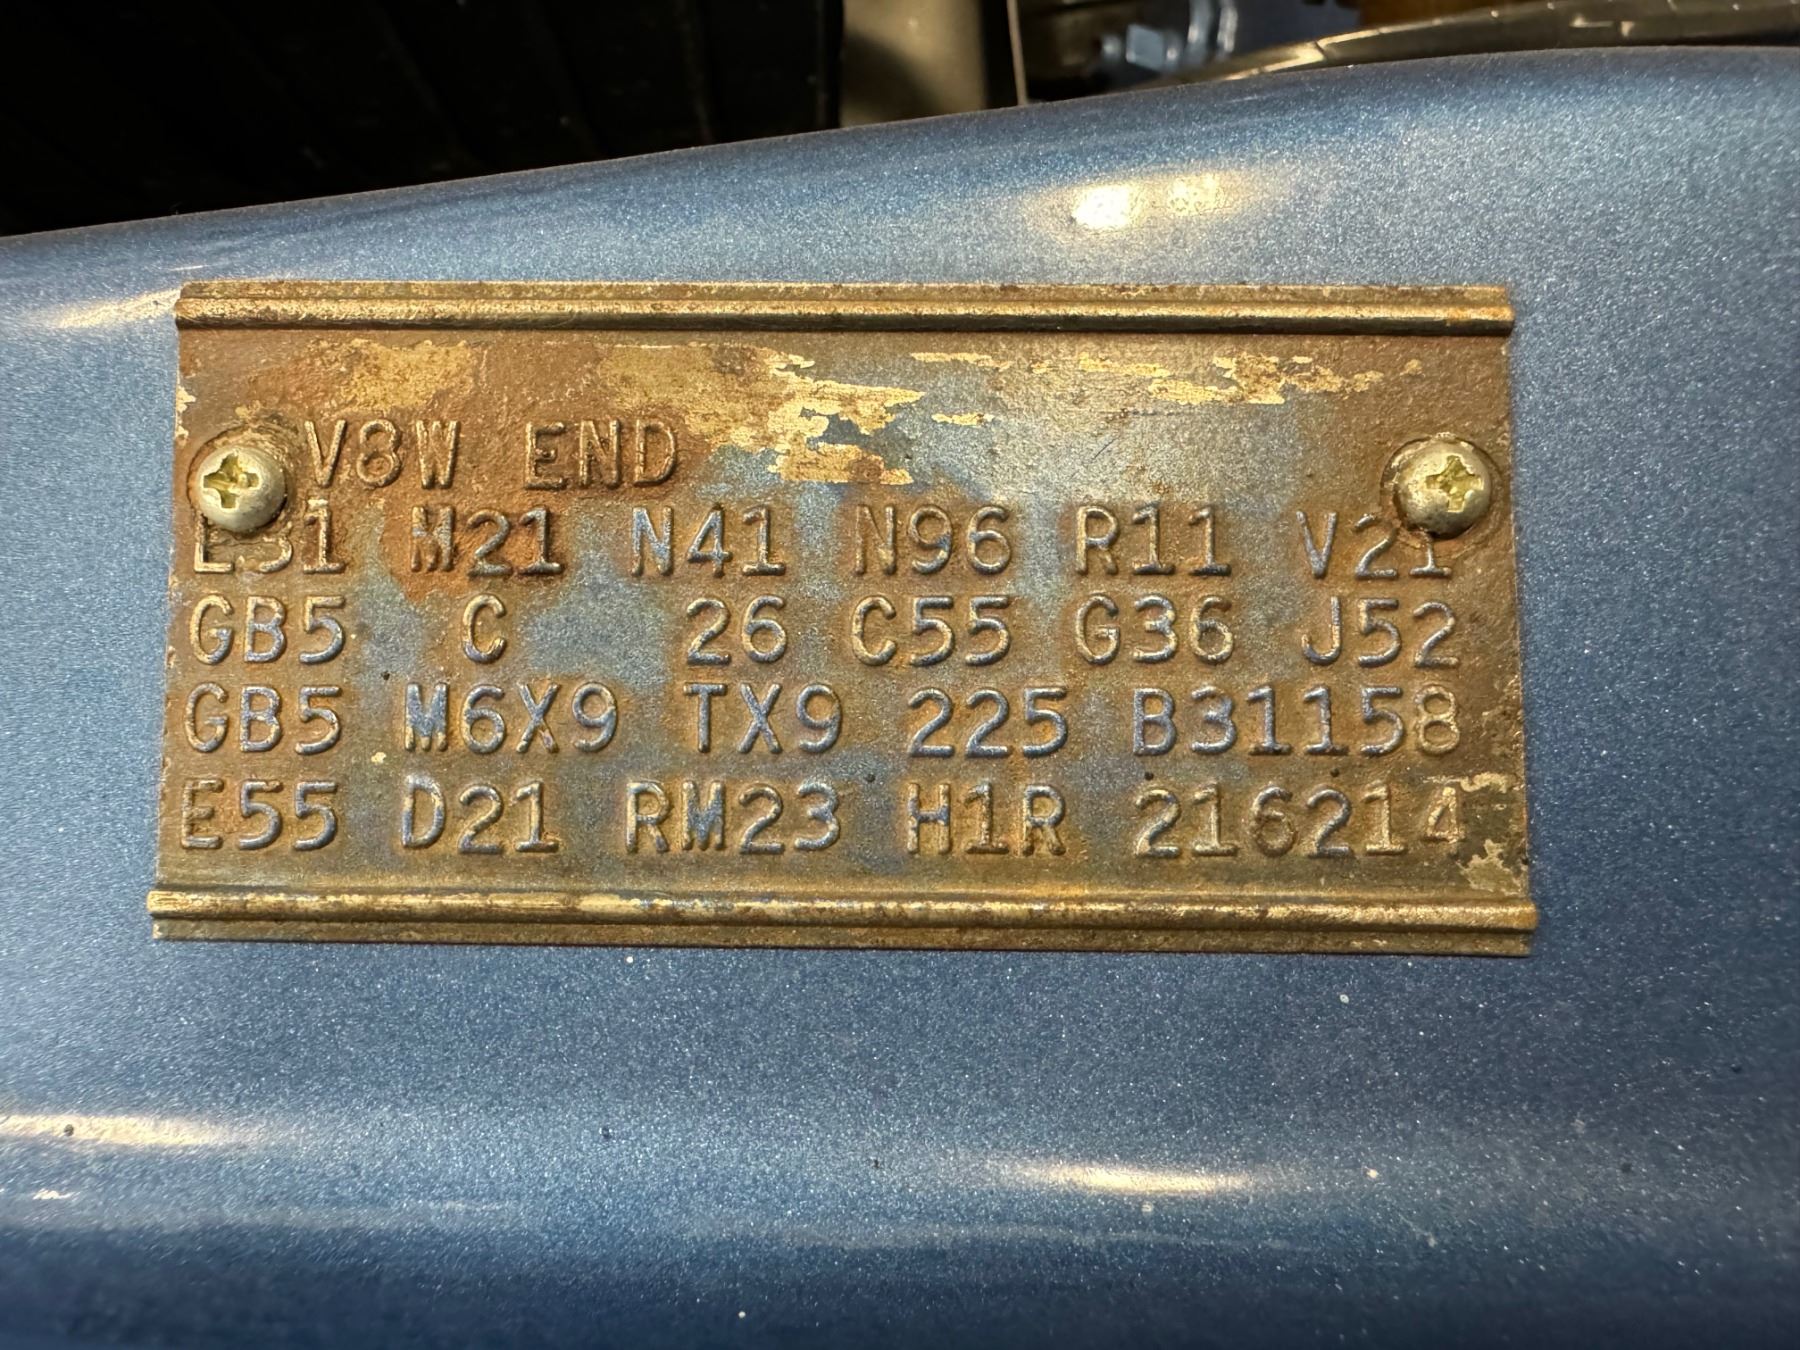 V8W END
M21 N41 N96 R11 V21
GB5 C 26 C55 G36 J52
GB5 M6X9 TX9 225 B31158
E55 D21 RM23 H1R 216214